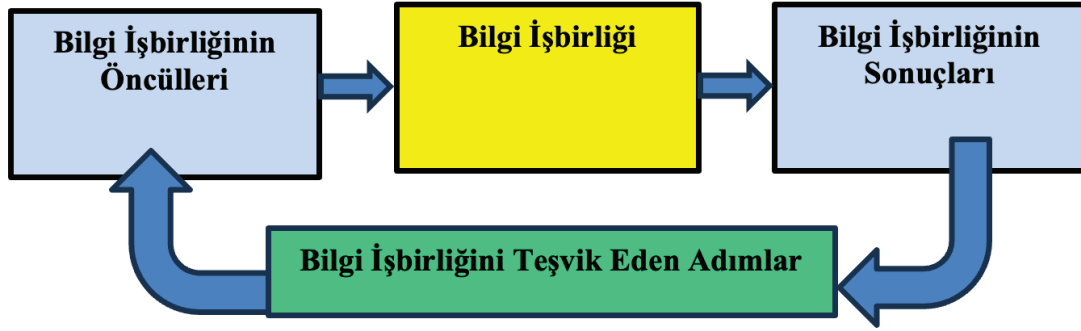 Bilgi İşbirliğinin
Öncülleri
Bilgi İşbirliği
Bilgi İşbirliğinin
Sonuçları
Bilgi İşbirliğini Teşvik Eden Adımlar